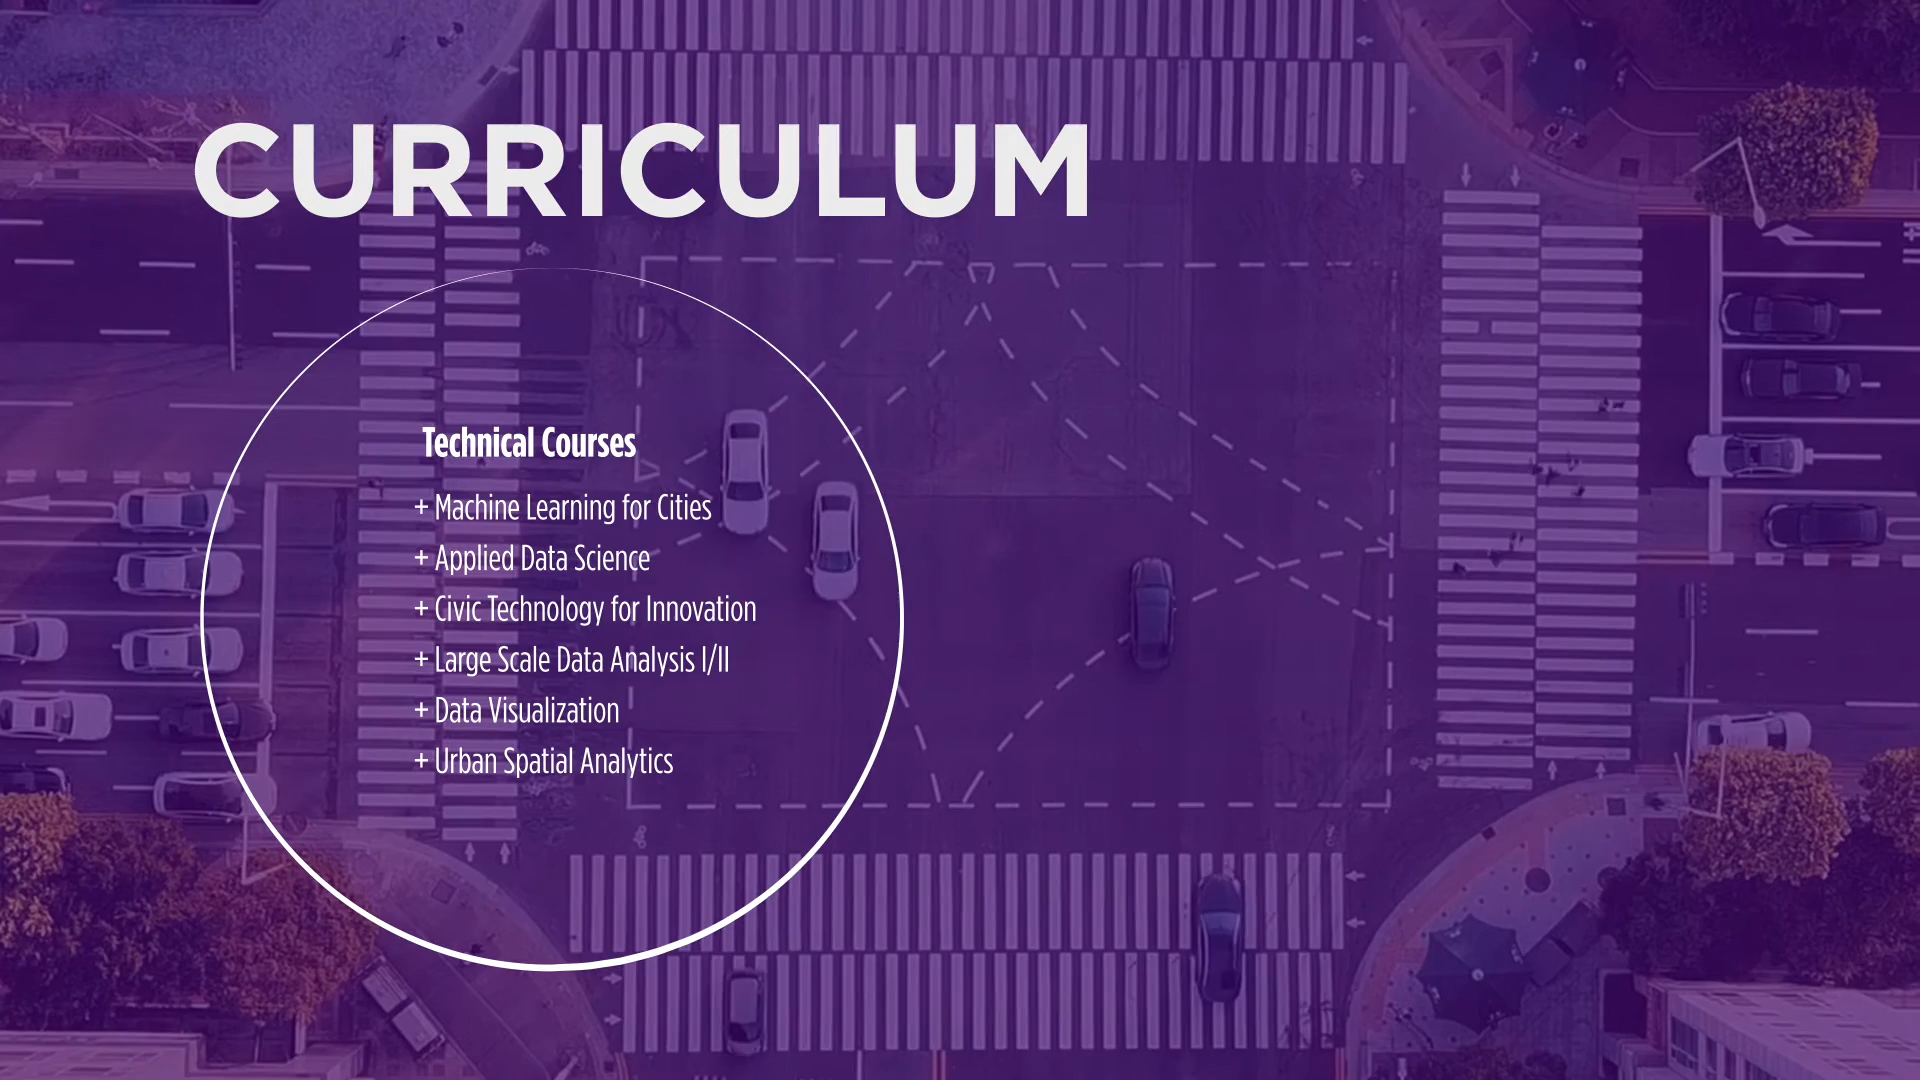 CURRICULUM
Technical Courses
+ Machine Learning for Cities
+ Applied Data Science
+ Civic Technology for Innovation
+ Large Scale Data Analysis I/II
+ Data Visualization
+ Urban Spatial Analytics